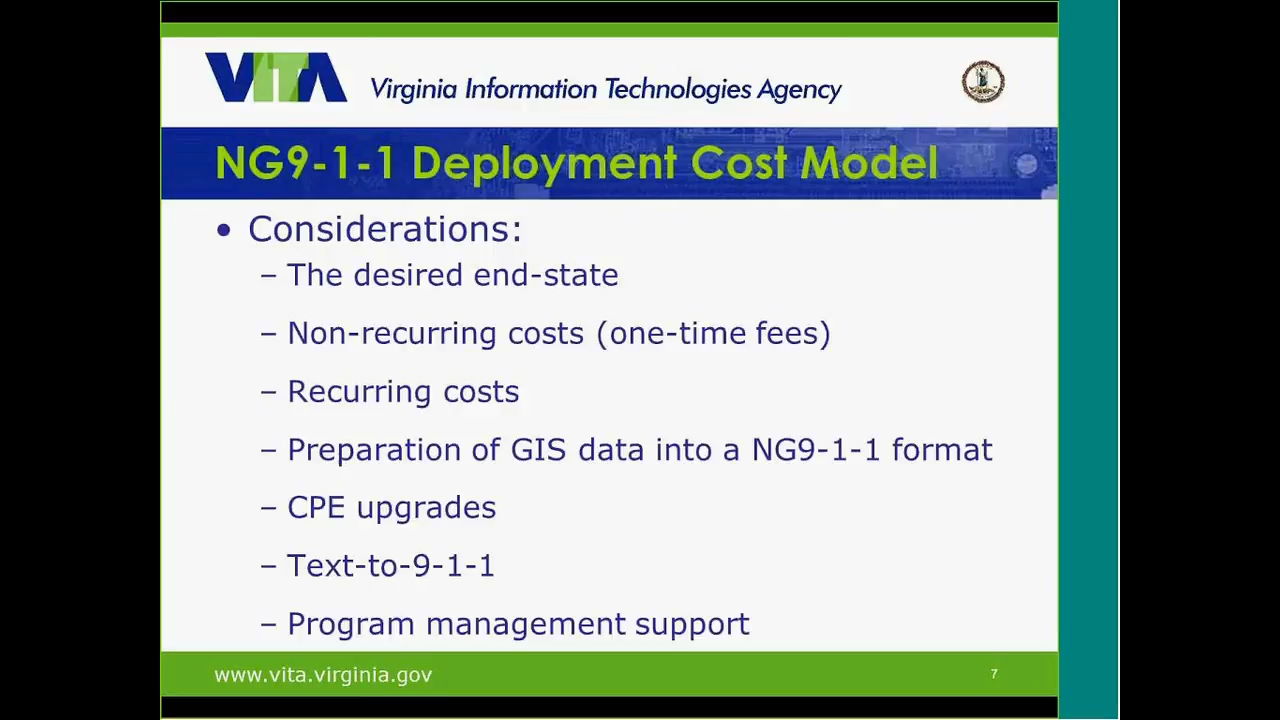 VITA Virginia Information Technologies Agency
NG9-1-1 Deployment Cost Model
• Considerations:
– The desired end-state
– Non-recurring costs (one-time fees)
– Recurring costs
– Preparation of GIS data into a NG9-1-1 format
– CPE upgrades
– Text-to-9-1-1
– Program management support
www.vita.virginia.gov 7